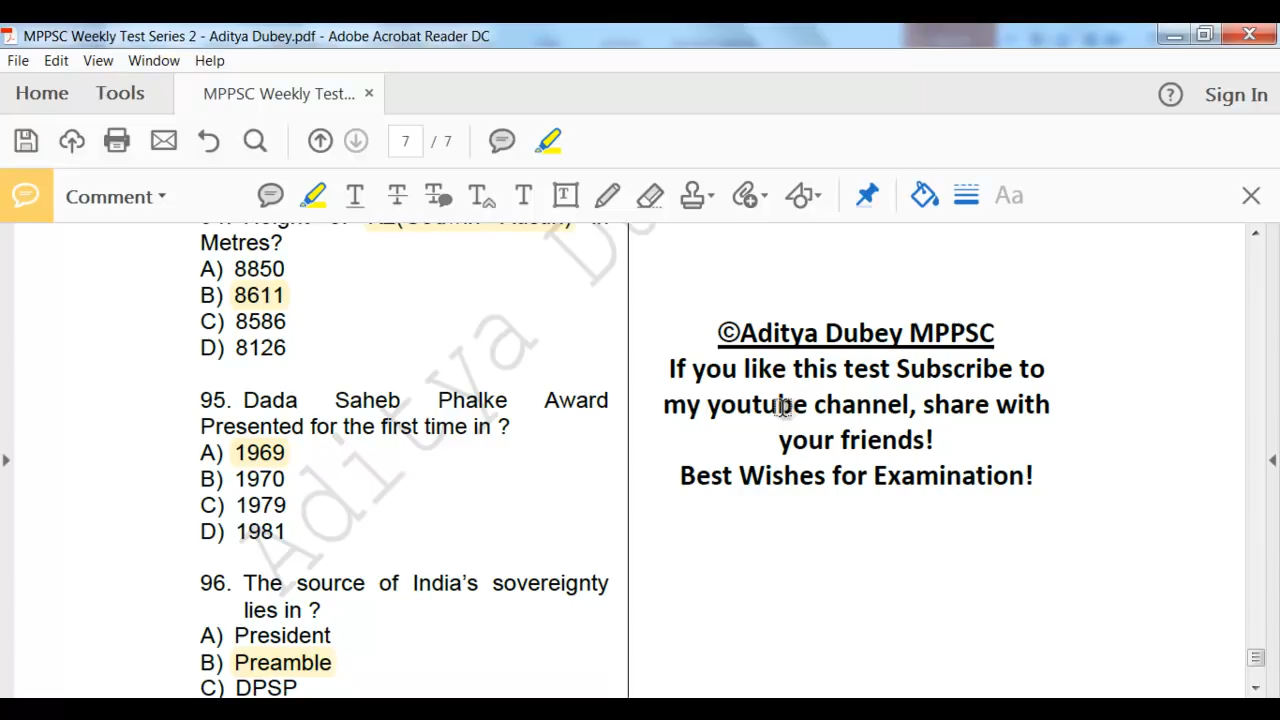 MPPSC Weekly Test Series 2 - Aditya Dubey.pdf - Adobe Acrobat Reader DC
File Edit View Window Help
Home Tools MPPSC Weekly Test... × Sign In
7 / 7
Comment
Metres?
A) 8850
B) 8611
C) 8586
D) 8126
95. Dada Saheb Phalke Award
Presented for the first time in ?
A) 1969
B) 1970
C) 1979
D) 1981
96. The source of India's sovereignty
lies in ?
A) President
B) Preamble
C) DPSP
©Aditya Dubey MPPSC
If you like this test Subscribe to
my youtube channel, share with
your friends!
Best Wishes for Examination!
Aditya Du